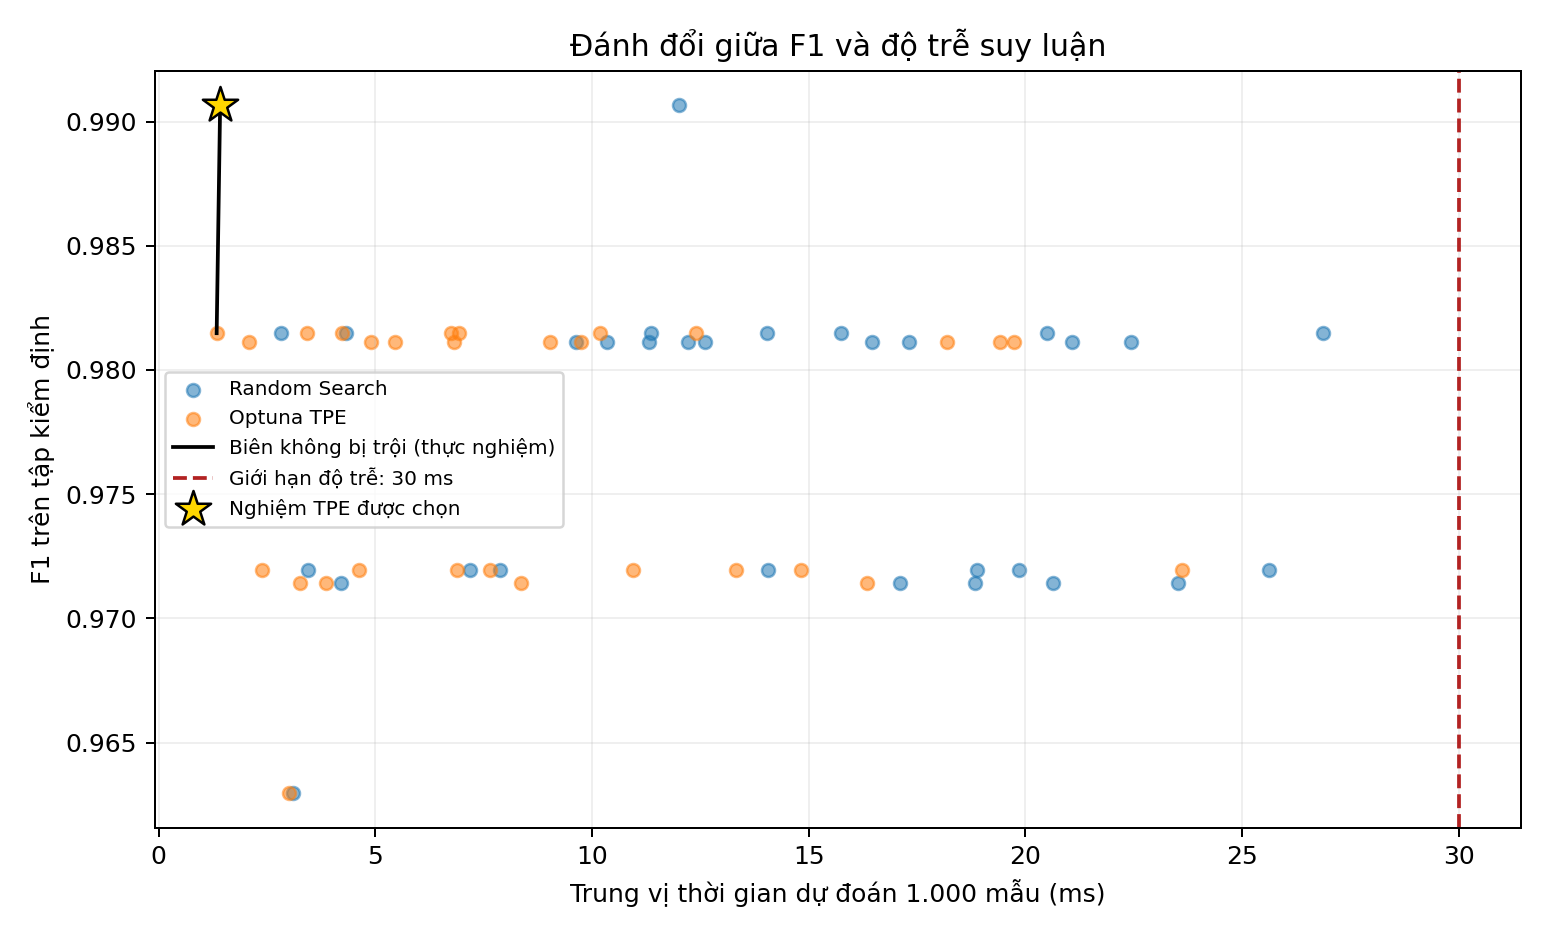 Đánh đổi giữa F1 và độ trễ suy luận
F1 trên tập kiểm định
0.990
0.985
0.980
0.975
0.970
0.965
Random Search
Optuna TPE
Biên không bị trội (thực nghiệm)
Giới hạn độ trễ: 30 ms
Nghiệm TPE được chọn
0 5 10 15 20 25 30
Trung vị thời gian dự đoán 1.000 mẫu (ms)